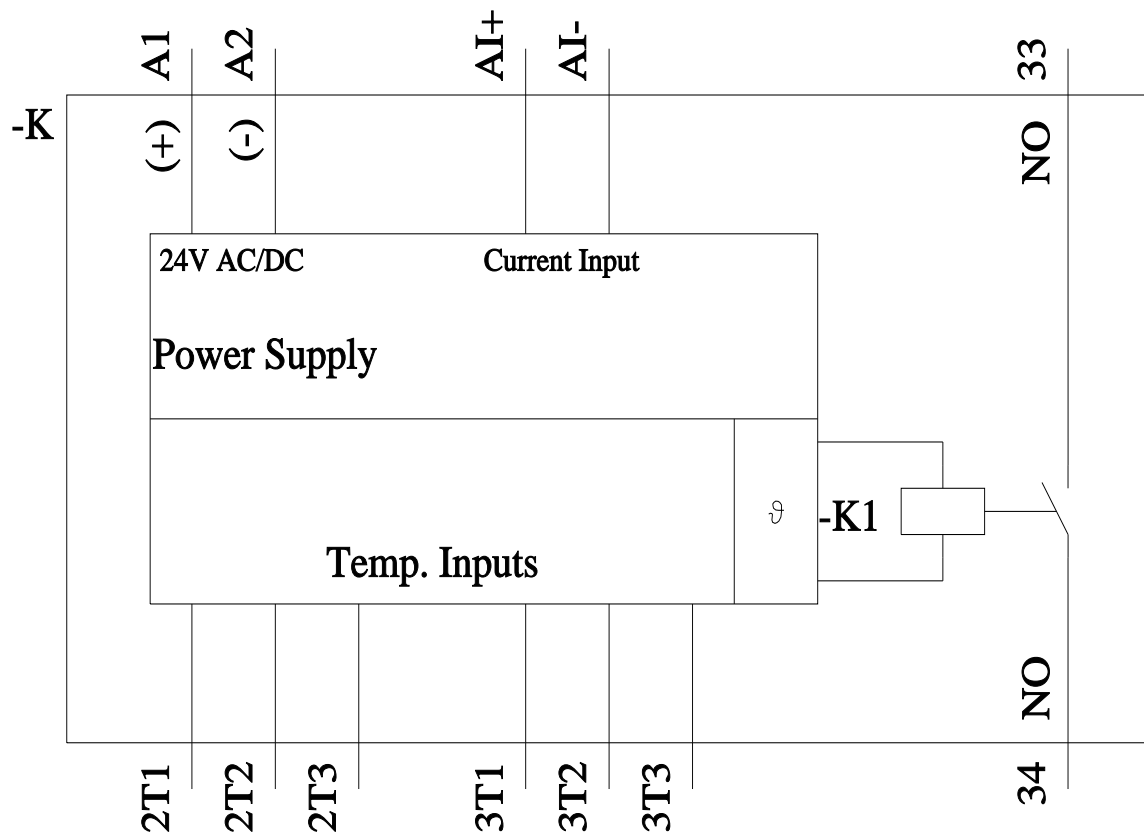 A1
A2
AI+
AI-
33
-K
(+)
(-)
NO
24V AC/DC
Current Input
Power Supply
ϑ
-K1
Temp. Inputs
NO
2T1
2T2
2T3
3T1
3T2
3T3
34